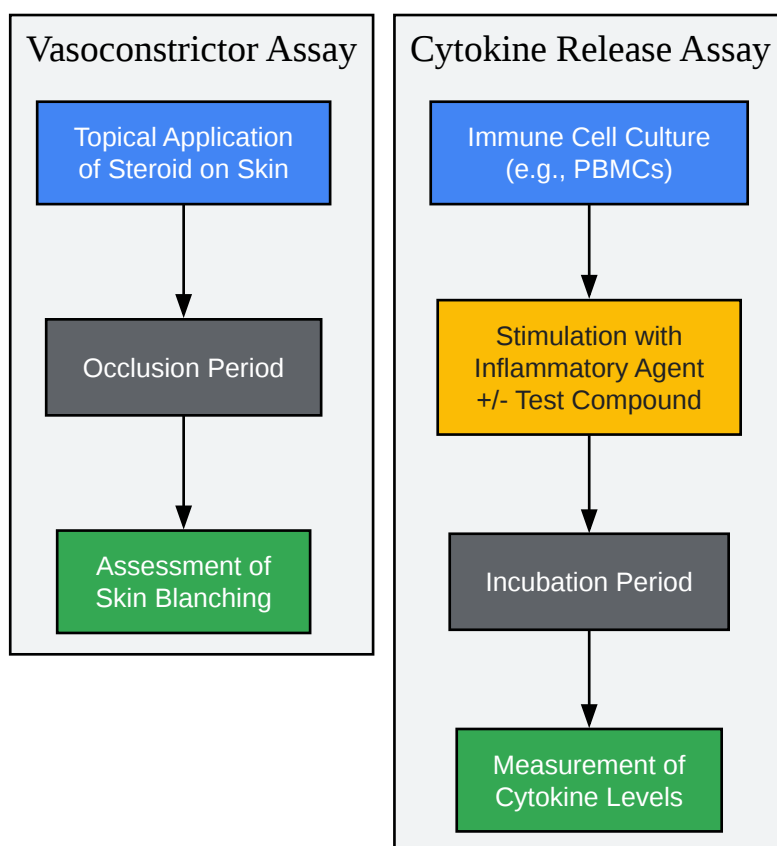 Vasoconstrictor Assay
Topical Application
of Steroid on Skin
Occlusion Period
Assessment of
Skin Blanching
Cytokine Release Assay
Immune Cell Culture
(e.g., PBMCs)
Stimulation with
Inflammatory Agent
+/- Test Compound
Incubation Period
Measurement of
Cytokine Levels